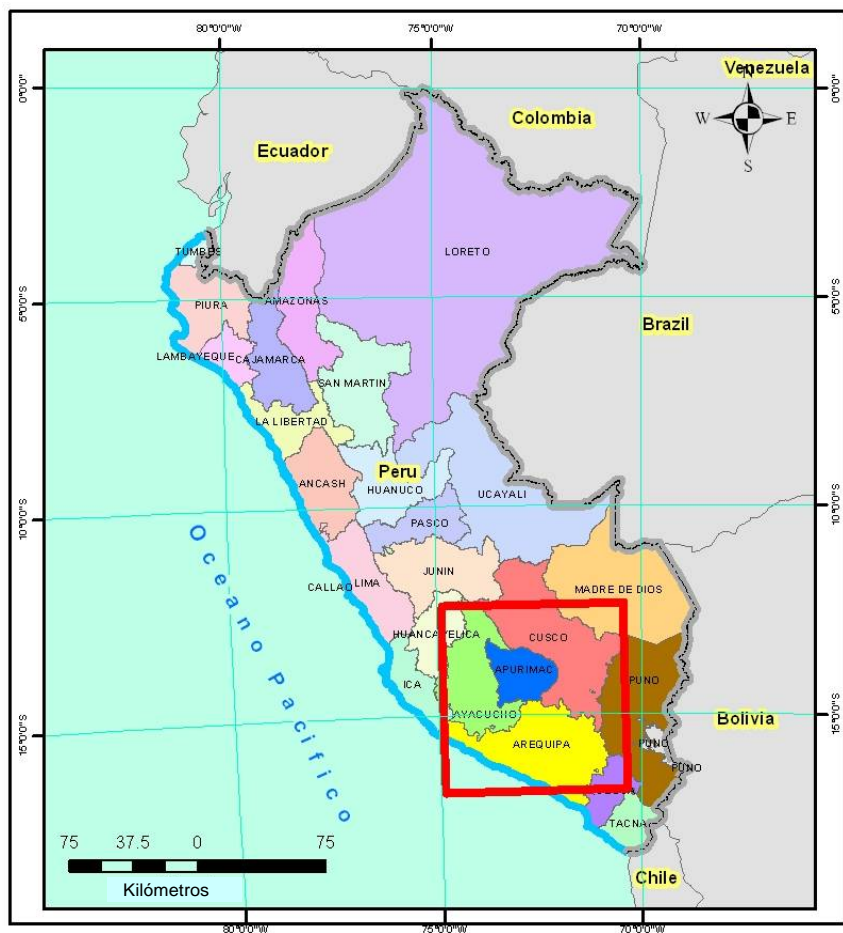 80°0'0"W 75°0'0"W 70°0'0"W
Venezuela
N
0°0'0" 0°0'0"
Colombia
W E
Ecuador
S
TUMBES
LORETO
AMAZONAS
5°0'0"S 5°0'0"S
PIURA
Brazil
LAMBAYEQUE CAJAMARCA
SAN MARTIN
LA LIBERTAD
Peru
ANCASH HUANUCO UCAYALI
10°0'0"S 10°0'0"S
PASCO
JUNIN
CALLAO LIMA MADRE DE DIOS
HUANCAVELICA CUSCO
APURIMAC
ICA PUNO
AYACUCHO 15°0'0"S
Bolivia
15°0'0"S AREQUIPA PUNO
PUNO
Oceano Pacifico
TACNA
75 37.5 0 75
Kilómetros
Chile
80°0'0"W 75°0'0"W 70°0'0"W